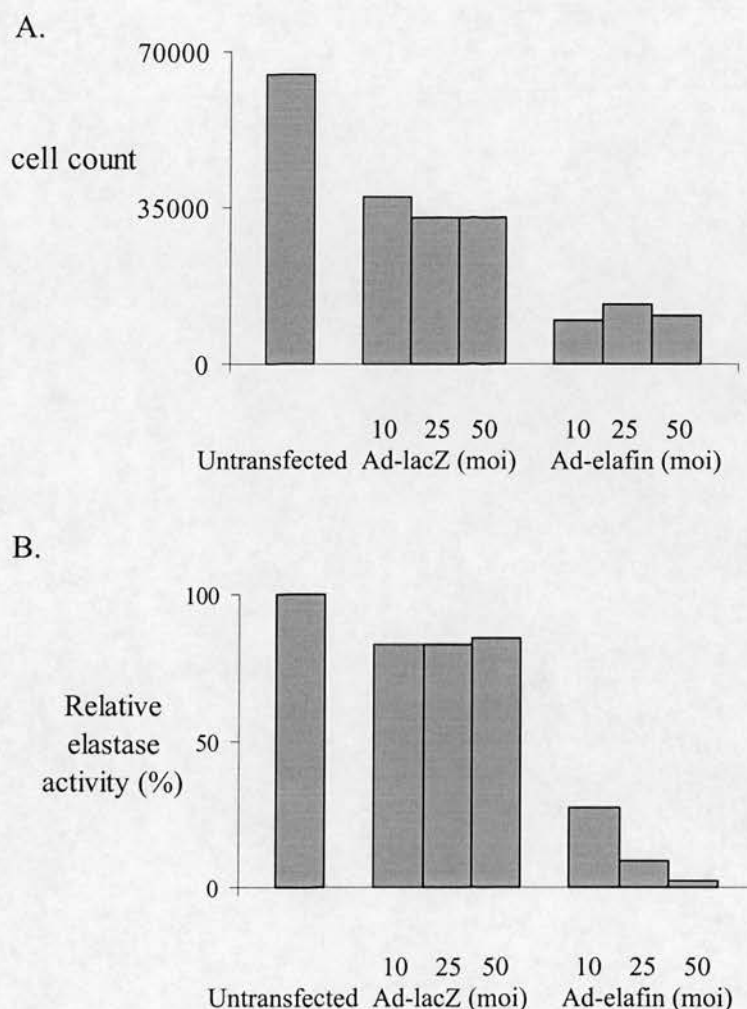 A.
70000
cell count
35000
0
10 25 50 10 25 50
Untransfected Ad-lacZ (moi) Ad-elafin (moi)
B.
100
Relative
elastase
50
activity (%)
0
10 25 50 10 25 50
Untransfected Ad-lacZ (moi) Ad-elafin (moi)